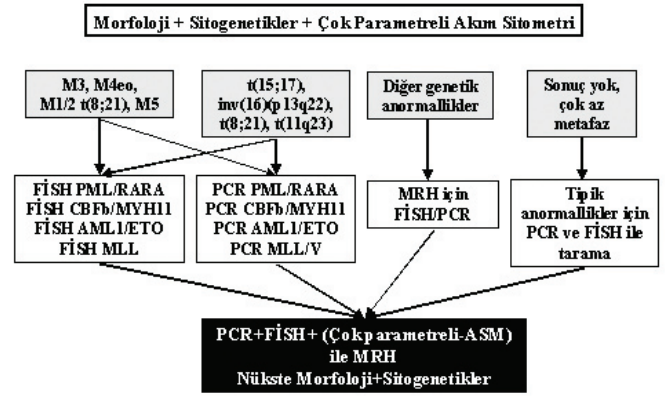 Morfoloji + Sitogenetikler + Çok Parametreli Akım Sitometri
M3, M4eo,
M1/2 t(8;21), M5
t(15;17),
inv(16)(p13q22),
t(8;21), t(11q23)
Diğer genetik
anormallikler
Sonuç yok,
çok az
metafaz
FİSH PML/RARA
FİSH CBFb/MYH11
FİSH AML1/ETO
FİSH MLL
PCR PML/RARA
PCR CBFb/MYH11
PCR AML1/ETO
PCR MLL/V
MRH için
FİSH/PCR
Tipik
anormallikler için
PCR ve FİSH ile
tarama
PCR+FİSH+ (Çok parametreli-ASM)
ile MRH
Nükste Morfoloji+Sitogenetikler